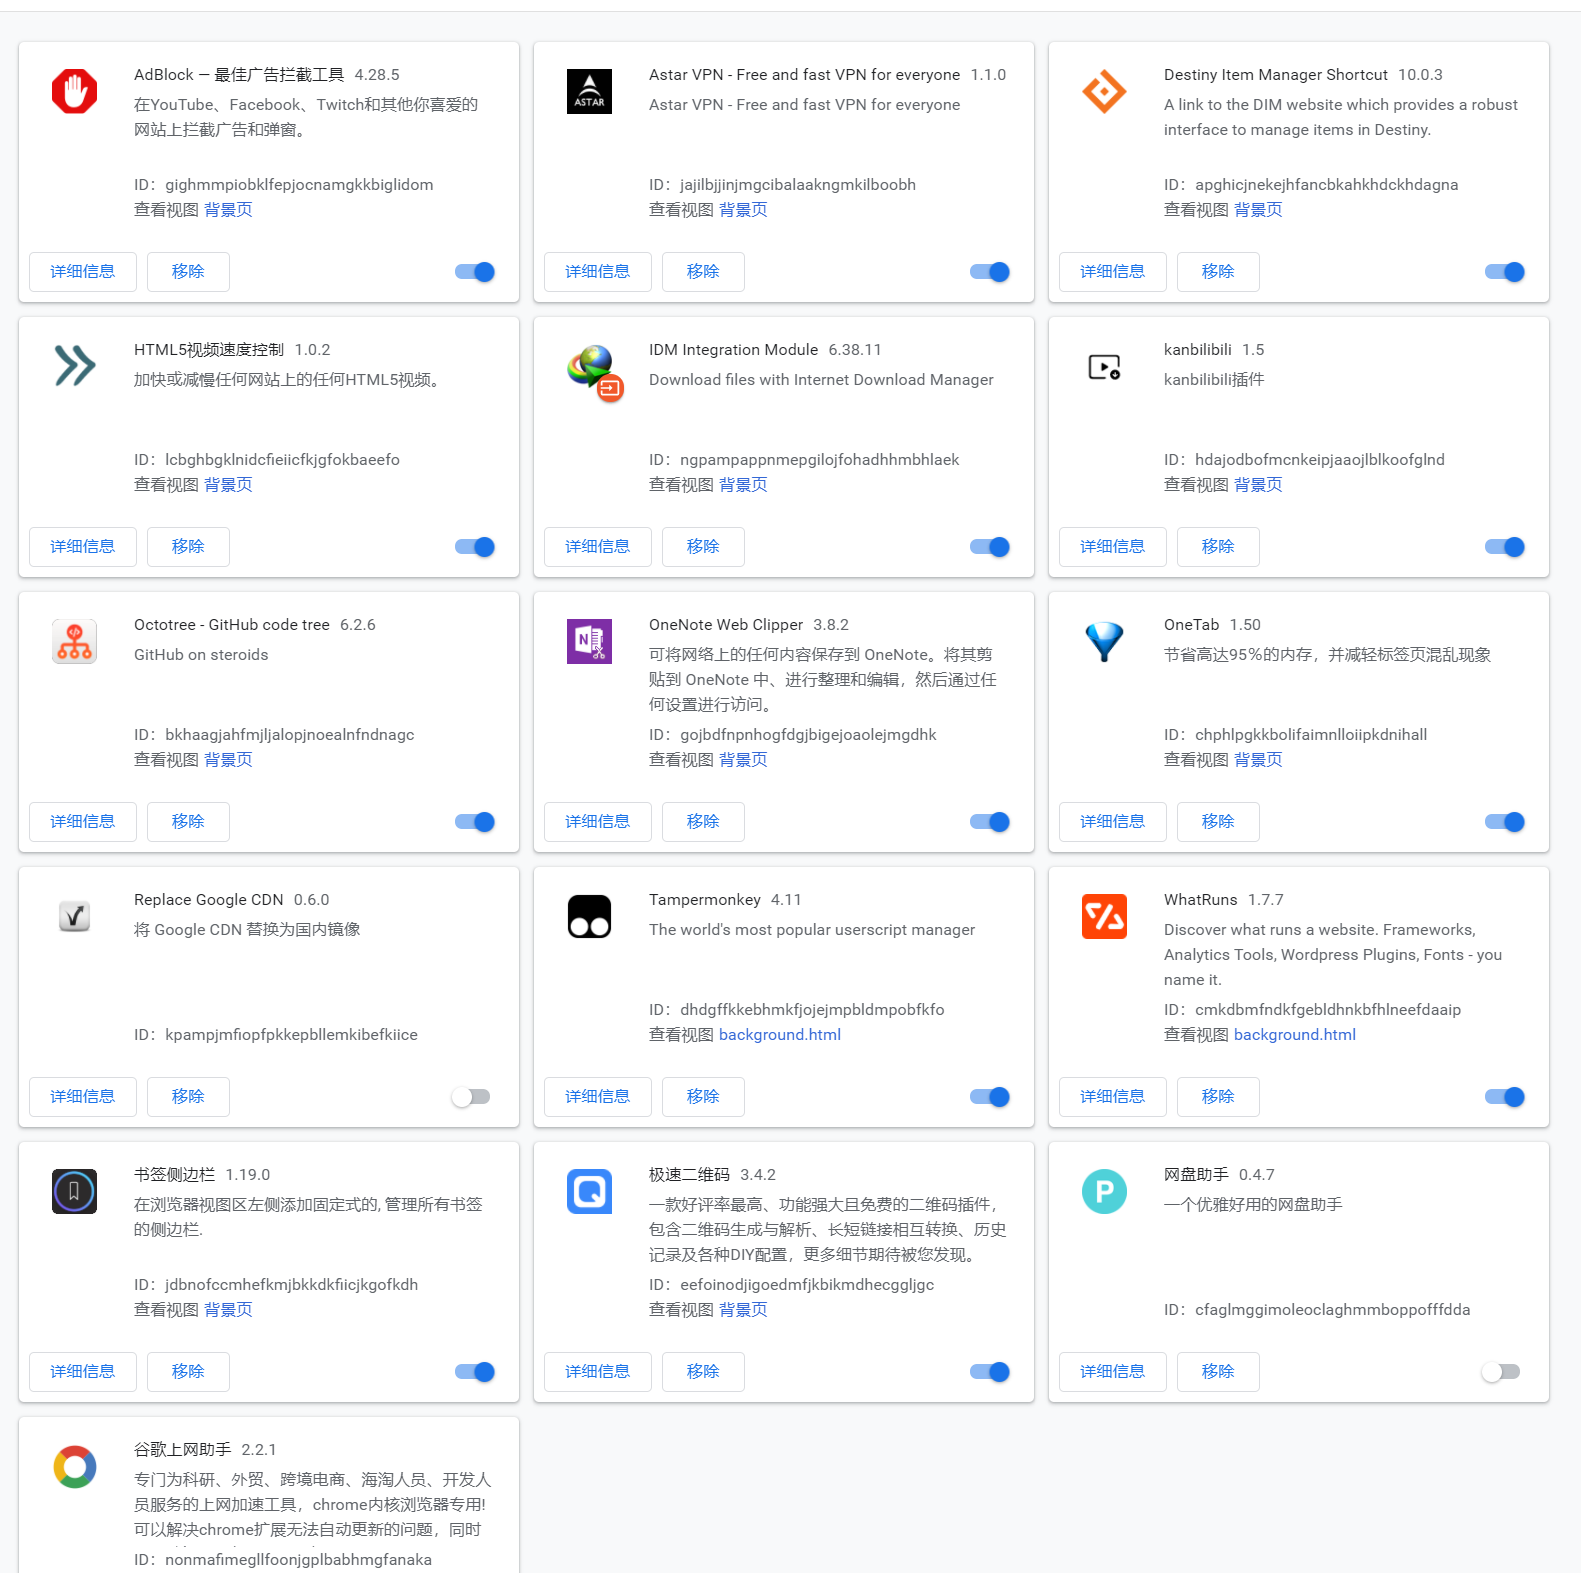 AdBlock — 最佳广告拦截工具 4.28.5
在YouTube、Facebook、Twitch和其他你喜爱的
网站上拦截广告和弹窗。
ID：gighmmpiobklfepjocnamgkkbiglidom
查看视图 背景页
详细信息 移除
ASTAR
Astar VPN - Free and fast VPN for everyone 1.1.0
Astar VPN - Free and fast VPN for everyone
ID：jajilbjjinjmgcibalaakngmkilboobh
查看视图 背景页
详细信息 移除
Destiny Item Manager Shortcut 10.0.3
A link to the DIM website which provides a robust
interface to manage items in Destiny.
ID：apghicjnekejhfancbkahkhdckhdagna
查看视图 背景页
详细信息 移除
HTML5视频速度控制 1.0.2
加快或减慢任何网站上的任何HTML5视频。
ID：lcbghbgklnidcfieiicfkjgfokbaeefo
查看视图 背景页
详细信息 移除
IDM Integration Module 6.38.11
Download files with Internet Download Manager
ID：ngpampappnmepgilojfohadhhmbhlaek
查看视图 背景页
详细信息 移除
kanbilibili 1.5
kanbilibili插件
ID：hdajodbofmcnkeipjaaojlblkoofglnd
查看视图 背景页
详细信息 移除
Octotree - GitHub code tree 6.2.6
GitHub on steroids
ID：bkhaagjahfmjljalopjnoealnfndnagc
查看视图 背景页
详细信息 移除
N
OneNote Web Clipper 3.8.2
可将网络上的任何内容保存到 OneNote。将其剪
贴到 OneNote 中、进行整理和编辑，然后通过任
何设置进行访问。
ID：gojbdfnpnhogfdgjbigejoaolejmgdhk
查看视图 背景页
详细信息 移除
OneTab 1.50
节省高达95％的内存，并减轻标签页混乱现象
ID：chphlpgkkbolifaimnlloiipkdnihall
查看视图 背景页
详细信息 移除
Replace Google CDN 0.6.0
将 Google CDN 替换为国内镜像
ID：kpampjmfiopfpkkepbllemkibefkiice
详细信息 移除
Tampermonkey 4.11
The world's most popular userscript manager
ID：dhdgffkkebhmkfjojejmpbldmpobfkfo
查看视图 background.html
详细信息 移除
WhatRuns 1.7.7
Discover what runs a website. Frameworks,
Analytics Tools, Wordpress Plugins, Fonts - you
name it.
ID：cmkdbmfndkfgebldhnkbfhlneefdaaip
查看视图 background.html
详细信息 移除
书签侧边栏 1.19.0
在浏览器视图区左侧添加固定式的, 管理所有书签
的侧边栏.
ID：jdbnofccmhefkmjbkkdkfiicjkgofkdh
查看视图 背景页
详细信息 移除
极速二维码 3.4.2
一款好评率最高、功能强大且免费的二维码插件，
包含二维码生成与解析、长短链接相互转换、历史
记录及各种DIY配置，更多细节期待被您发现。
ID：eefoinodjigoedmfjkbikmdhecggljgc
查看视图 背景页
详细信息 移除
P
网盘助手 0.4.7
一个优雅好用的网盘助手
ID：cfaglmggimoleoclaghmmboppofffdda
详细信息 移除
谷歌上网助手 2.2.1
专门为科研、外贸、跨境电商、海淘人员、开发人
员服务的上网加速工具，chrome内核浏览器专用!
可以解决chrome扩展无法自动更新的问题，同时
ID：nonmafimegllfoonjgplbabhmgfanaka